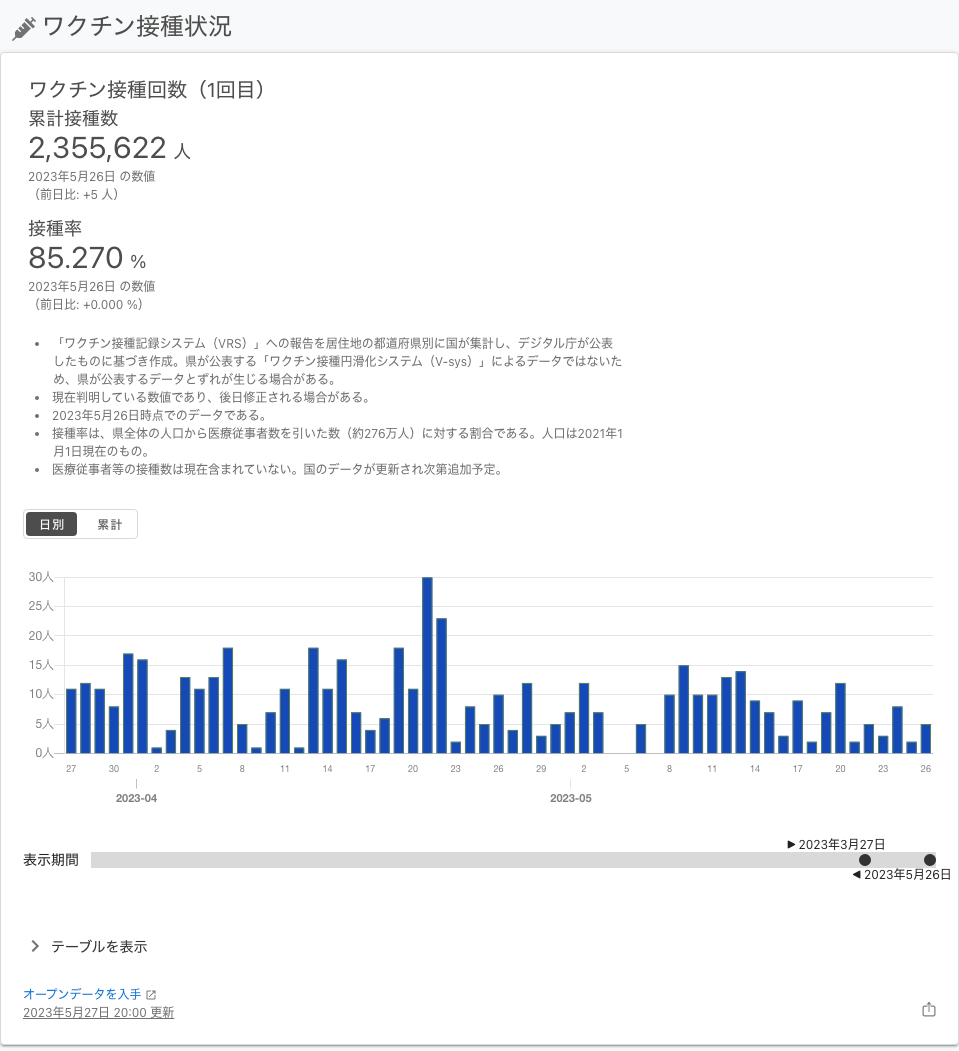 ワクチン接種状況
ワクチン接種回数（1回目）
累計接種数
2,355,622 人
2023年5月26日 の数値
（前日比: +5 人）
接種率
85.270 %
2023年5月26日 の数値
（前日比: +0.000 %）
• 「ワクチン接種記録システム（VRS）」への報告を居住地の都道府県別に国が集計し、デジタル庁が公表
したものに基づき作成。県が公表する「ワクチン接種円滑化システム（V-sys）」によるデータではないた
め、県が公表するデータとずれが生じる場合がある。
• 現在判明している数値であり、後日修正される場合がある。
• 2023年5月26日時点でのデータである。
• 接種率は、県全体の人口から医療従事者数を引いた数（約276万人）に対する割合である。人口は2021年1
月1日現在のもの。
• 医療従事者等の接種数は現在含まれていない。国のデータが更新され次第追加予定。
日別 累計
30人
25人
20人
15人
10人
5人
0人
27 30 2 5 8 11 14 17 20 23 26 29 2 5 8 11 14 17 20 23 26
2023-04 2023-05
▶ 2023年3月27日
表示期間
◀ 2023年5月26日
テーブルを表示
オープンデータを入手
2023年5月27日 20:00 更新